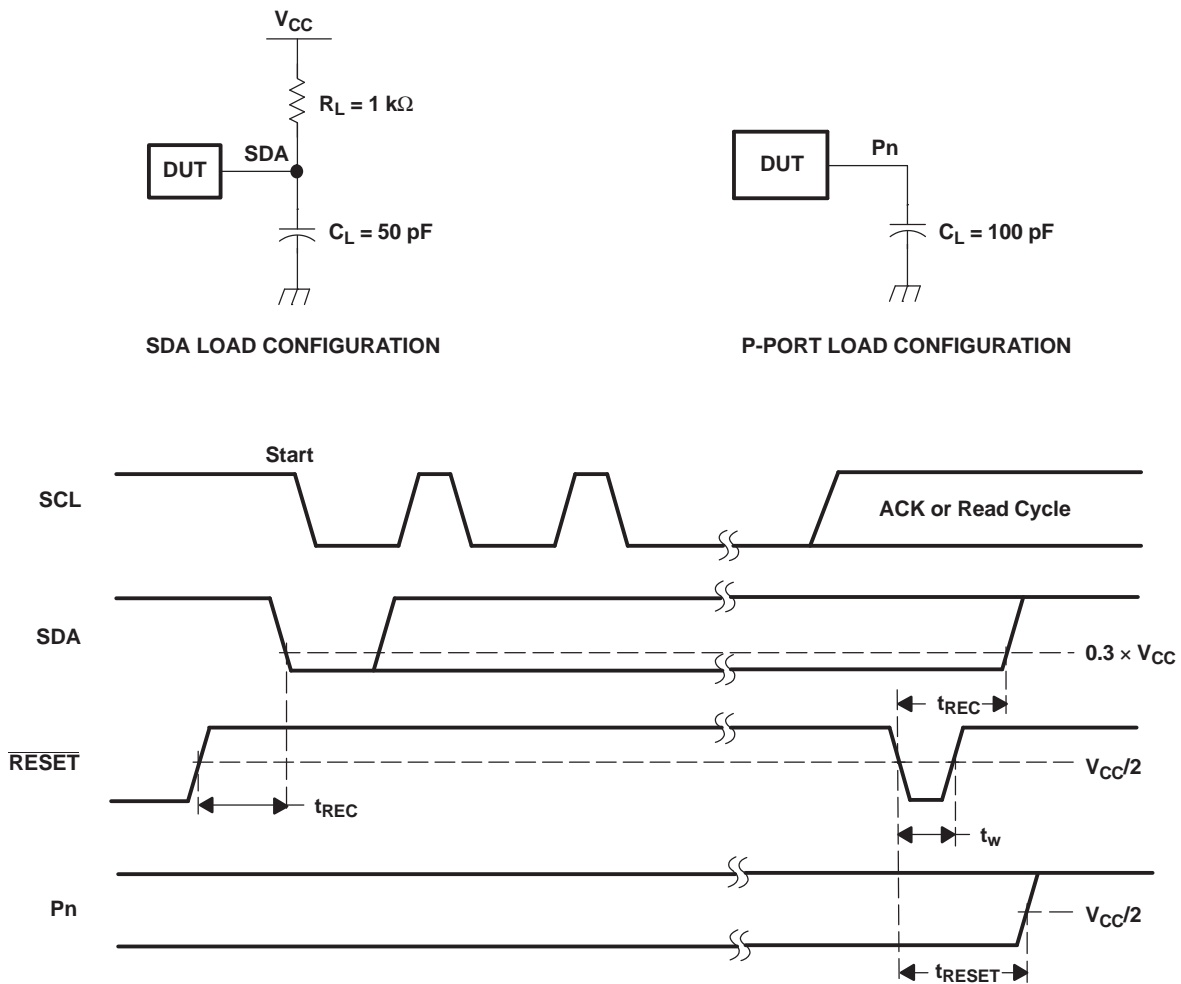 VCC
RL = 1 kΩ
DUT
SDA
CL = 50 pF
SDA LOAD CONFIGURATION
DUT
Pn
CL = 100 pF
P-PORT LOAD CONFIGURATION
Start
SCL
ACK or Read Cycle
SDA
0.3 × VCC
tREC
RESET
VCC/2
tREC
tw
Pn
VCC/2
tRESET